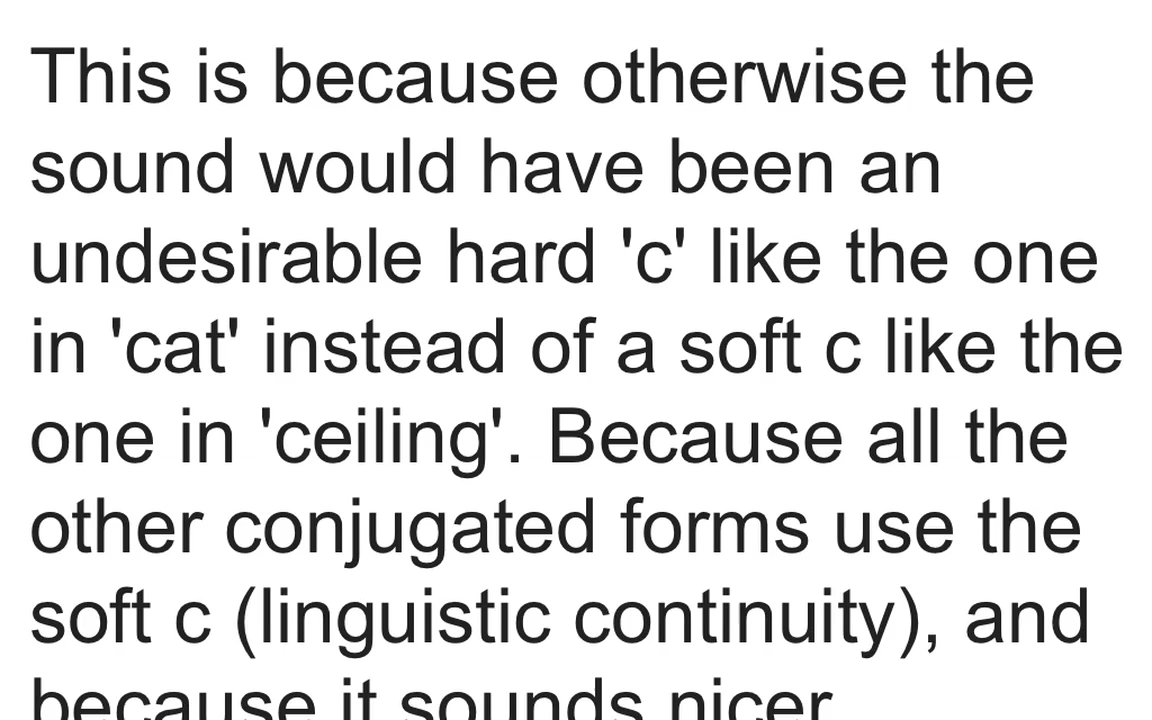 This is because otherwise the
sound would have been an
undesirable hard 'c' like the one
in 'cat' instead of a soft c like the
one in 'ceiling'. Because all the
other conjugated forms use the
soft c (linguistic continuity), and
because it sounds nicer